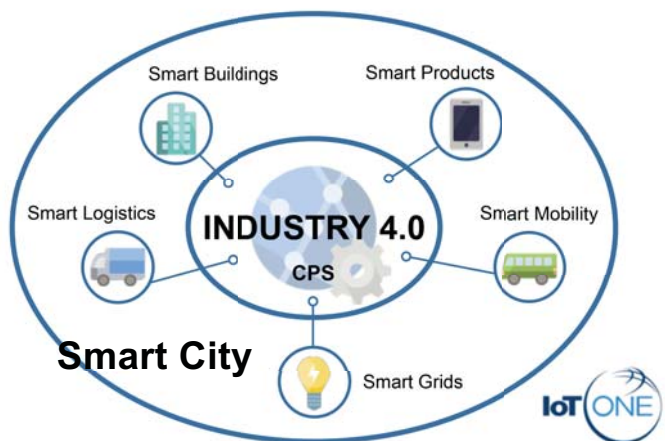 Smart Buildings
Smart Products
Smart Logistics
INDUSTRY 4.0
CPS
Smart Mobility
Smart City
Smart Grids
IoT ONE